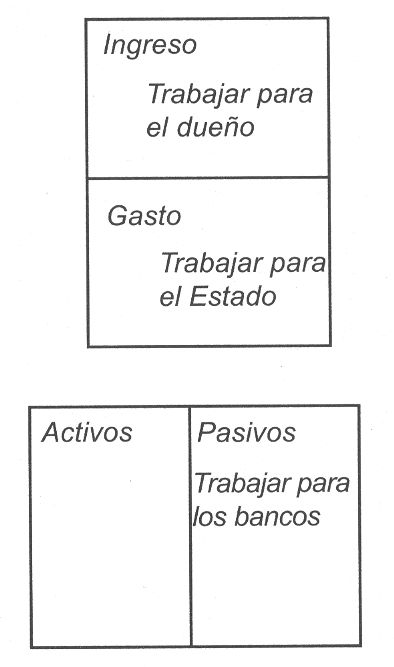 Ingreso
Trabajar para
el dueño
Gasto
Trabajar para
el Estado
Activos
Pasivos
Trabajar para
los bancos